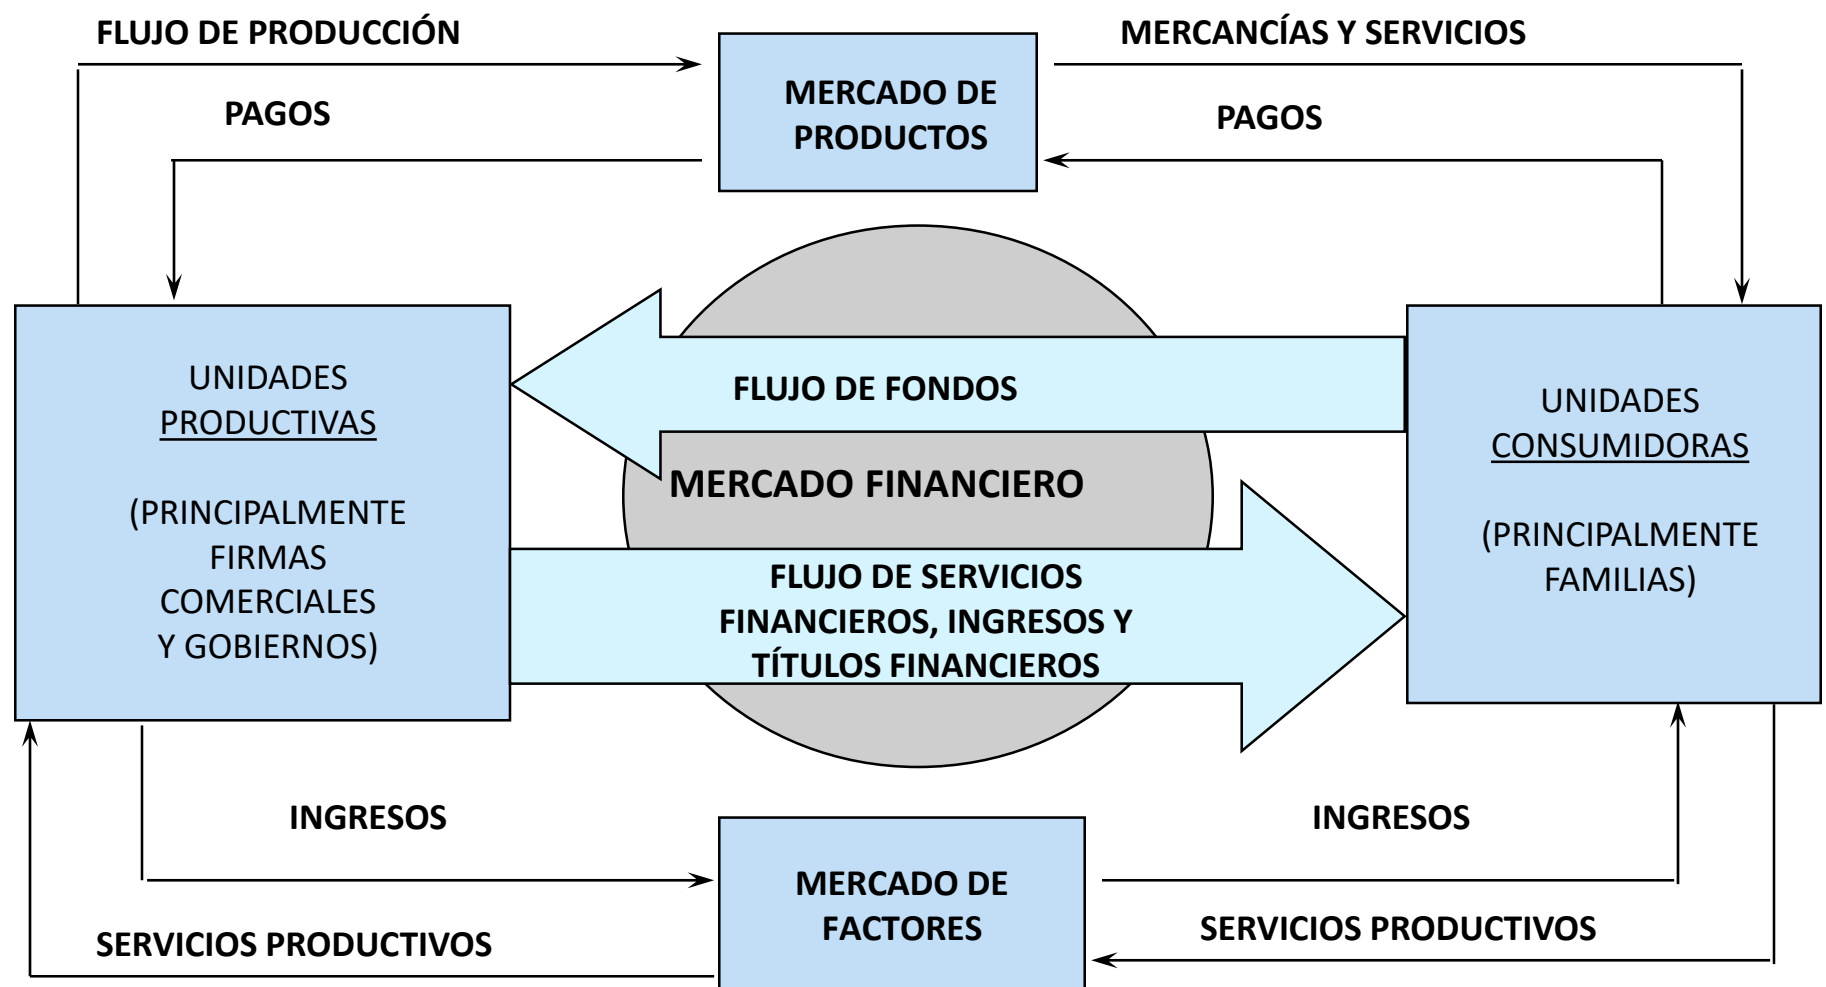 FLUJO DE PRODUCCIÓN
MERCANCÍAS Y SERVICIOS
MERCADO DE
PRODUCTOS
PAGOS
PAGOS
UNIDADES
PRODUCTIVAS
(PRINCIPALMENTE
FIRMAS
COMERCIALES
Y GOBIERNOS)
FLUJO DE FONDOS
MERCADO FINANCIERO
FLUJO DE SERVICIOS
FINANCIEROS, INGRESOS Y
TÍTULOS FINANCIEROS
UNIDADES
CONSUMIDORAS
(PRINCIPALMENTE
FAMILIAS)
INGRESOS
INGRESOS
MERCADO DE
FACTORES
SERVICIOS PRODUCTIVOS
SERVICIOS PRODUCTIVOS